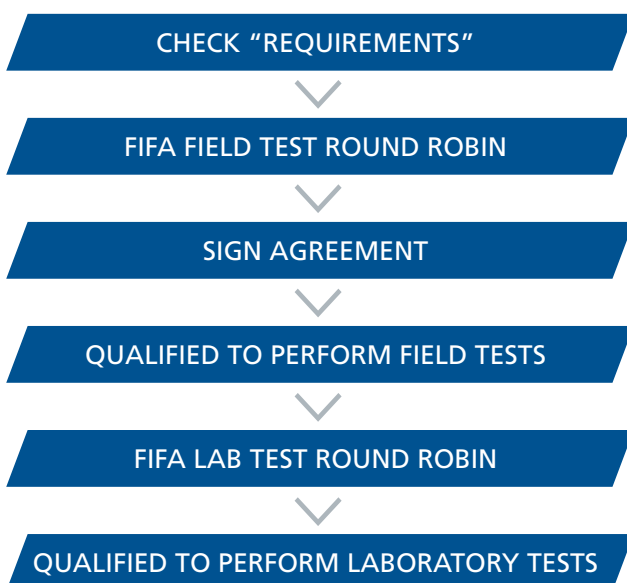 CHECK “REQUIREMENTS”
FIFA FIELD TEST ROUND ROBIN
SIGN AGREEMENT
QUALIFIED TO PERFORM FIELD TESTS
FIFA LAB TEST ROUND ROBIN
QUALIFIED TO PERFORM LABORATORY TESTS